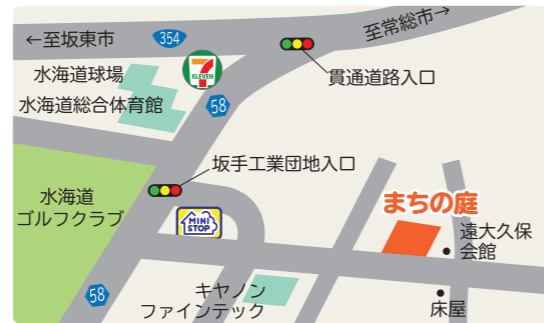 ←至坂東市
354
至常総市→
水海道球場
7
ELEVEN
貫通道路入口
水海道総合体育館
58
坂手工業団地入口
水海道
ゴルフクラブ
MINI
STOP
まちの庭
遠大久保
会館
キヤノン
ファインテック
58
床屋